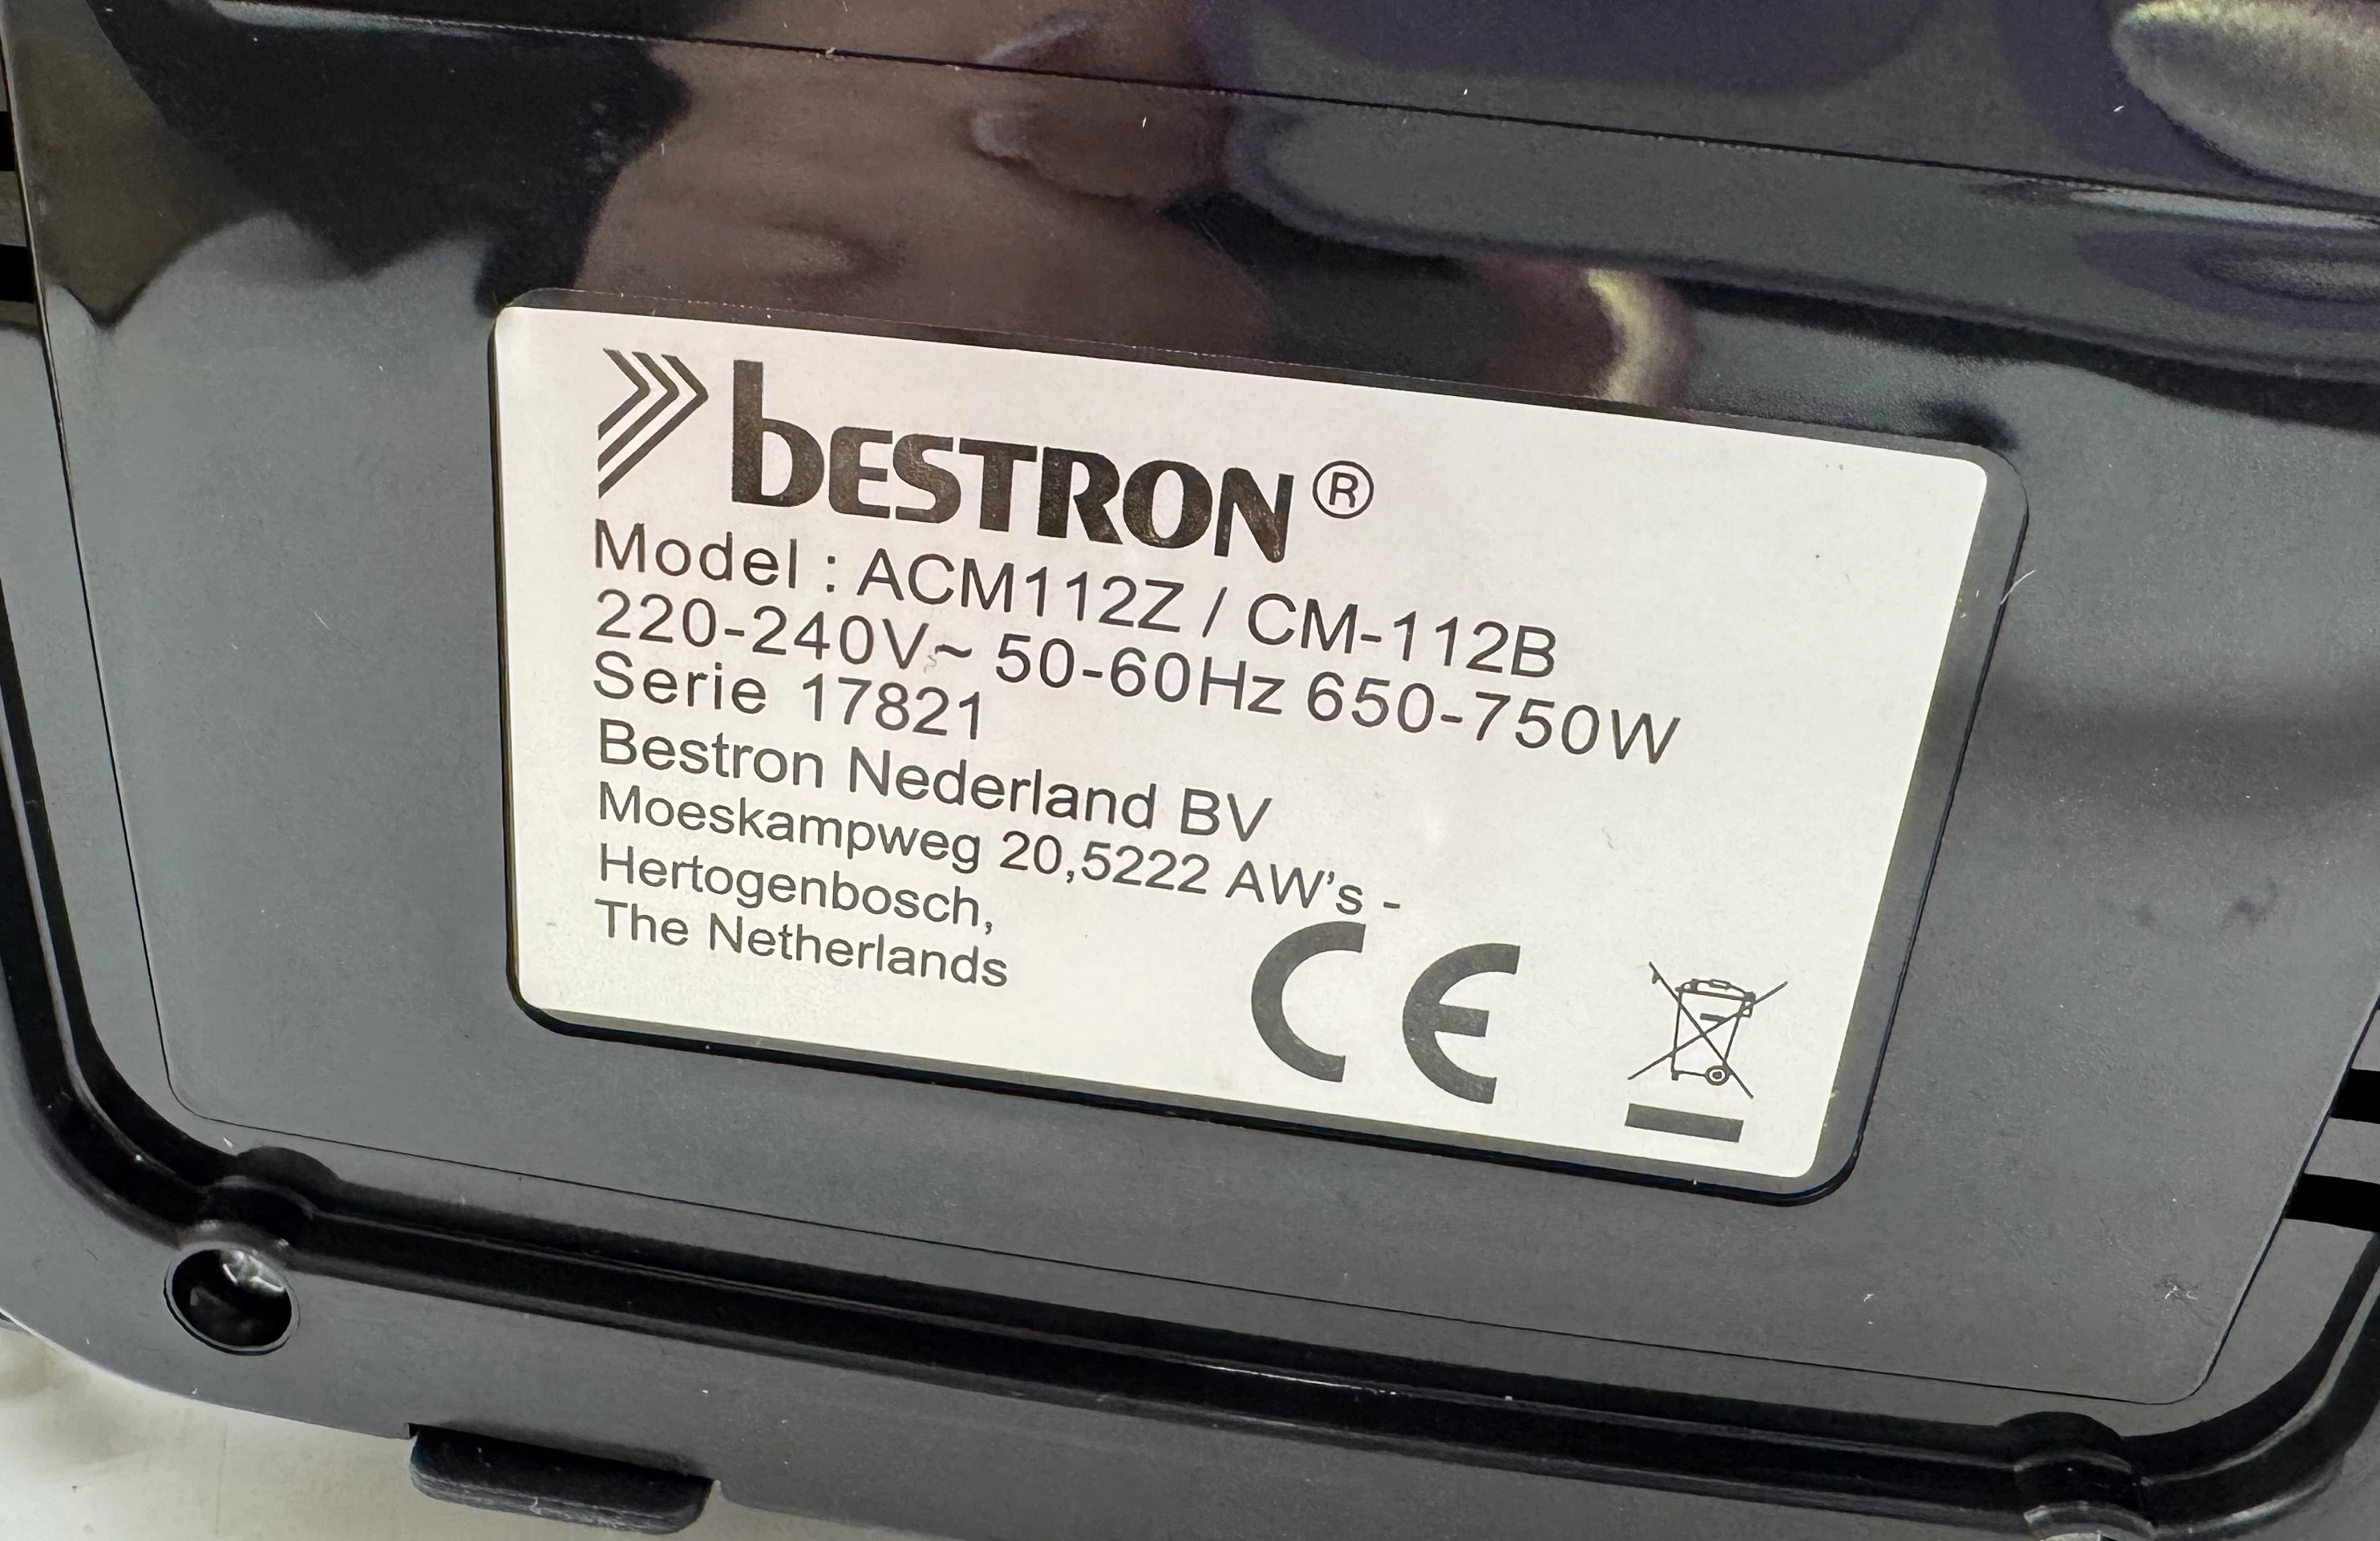 bESTRON®
Model : ACM112Z / CM-112B
220-240V~ 50-60Hz 650-750W
Serie 17821
Bestron Nederland BV
Moeskampweg 20,5222 AW's -
Hertogenbosch,
The Netherlands
CE